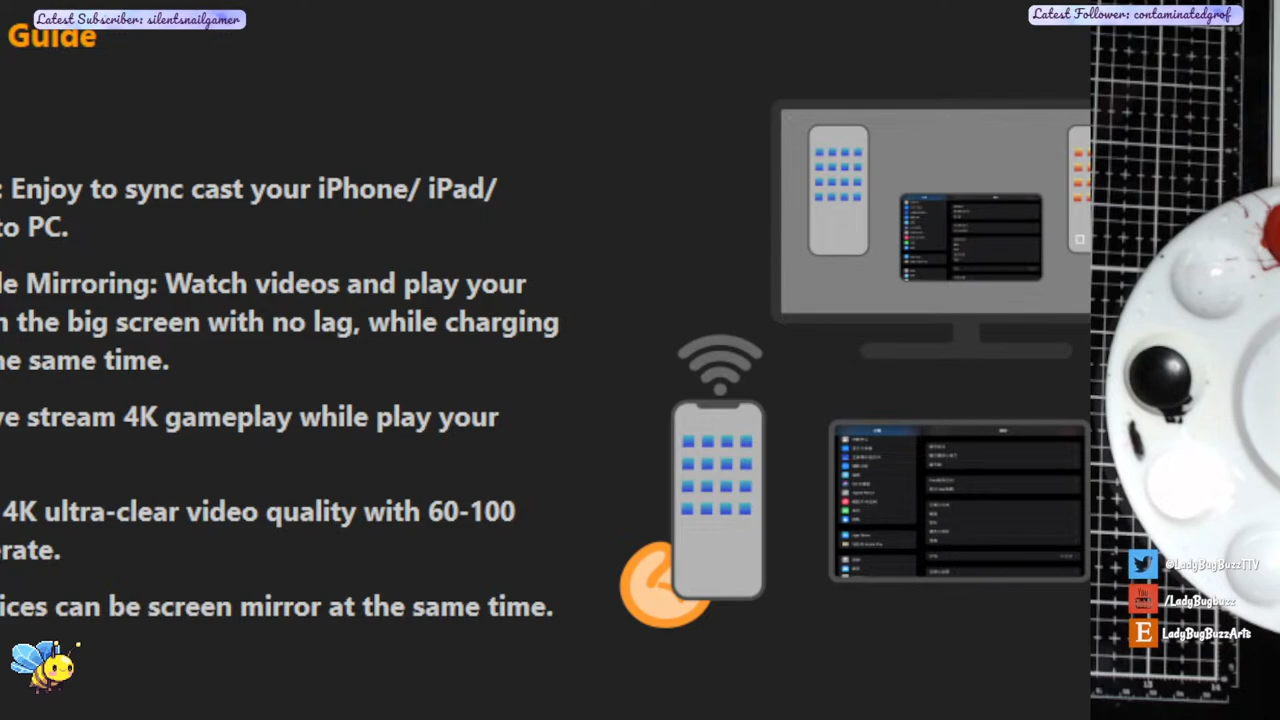 Latest Subscriber: silentsnailgamer
Latest Follower: contaminatedgrof
Guide
: Enjoy to sync cast your iPhone/ iPad/
to PC.
le Mirroring: Watch videos and play your
n the big screen with no lag, while charging
he same time.
ve stream 4K gameplay while play your
4K ultra-clear video quality with 60-100
erate.
ices can be screen mirror at the same time.
@LadyBugBuzzTTV
/LadyBugbuzz
LadyBugBuzzArts